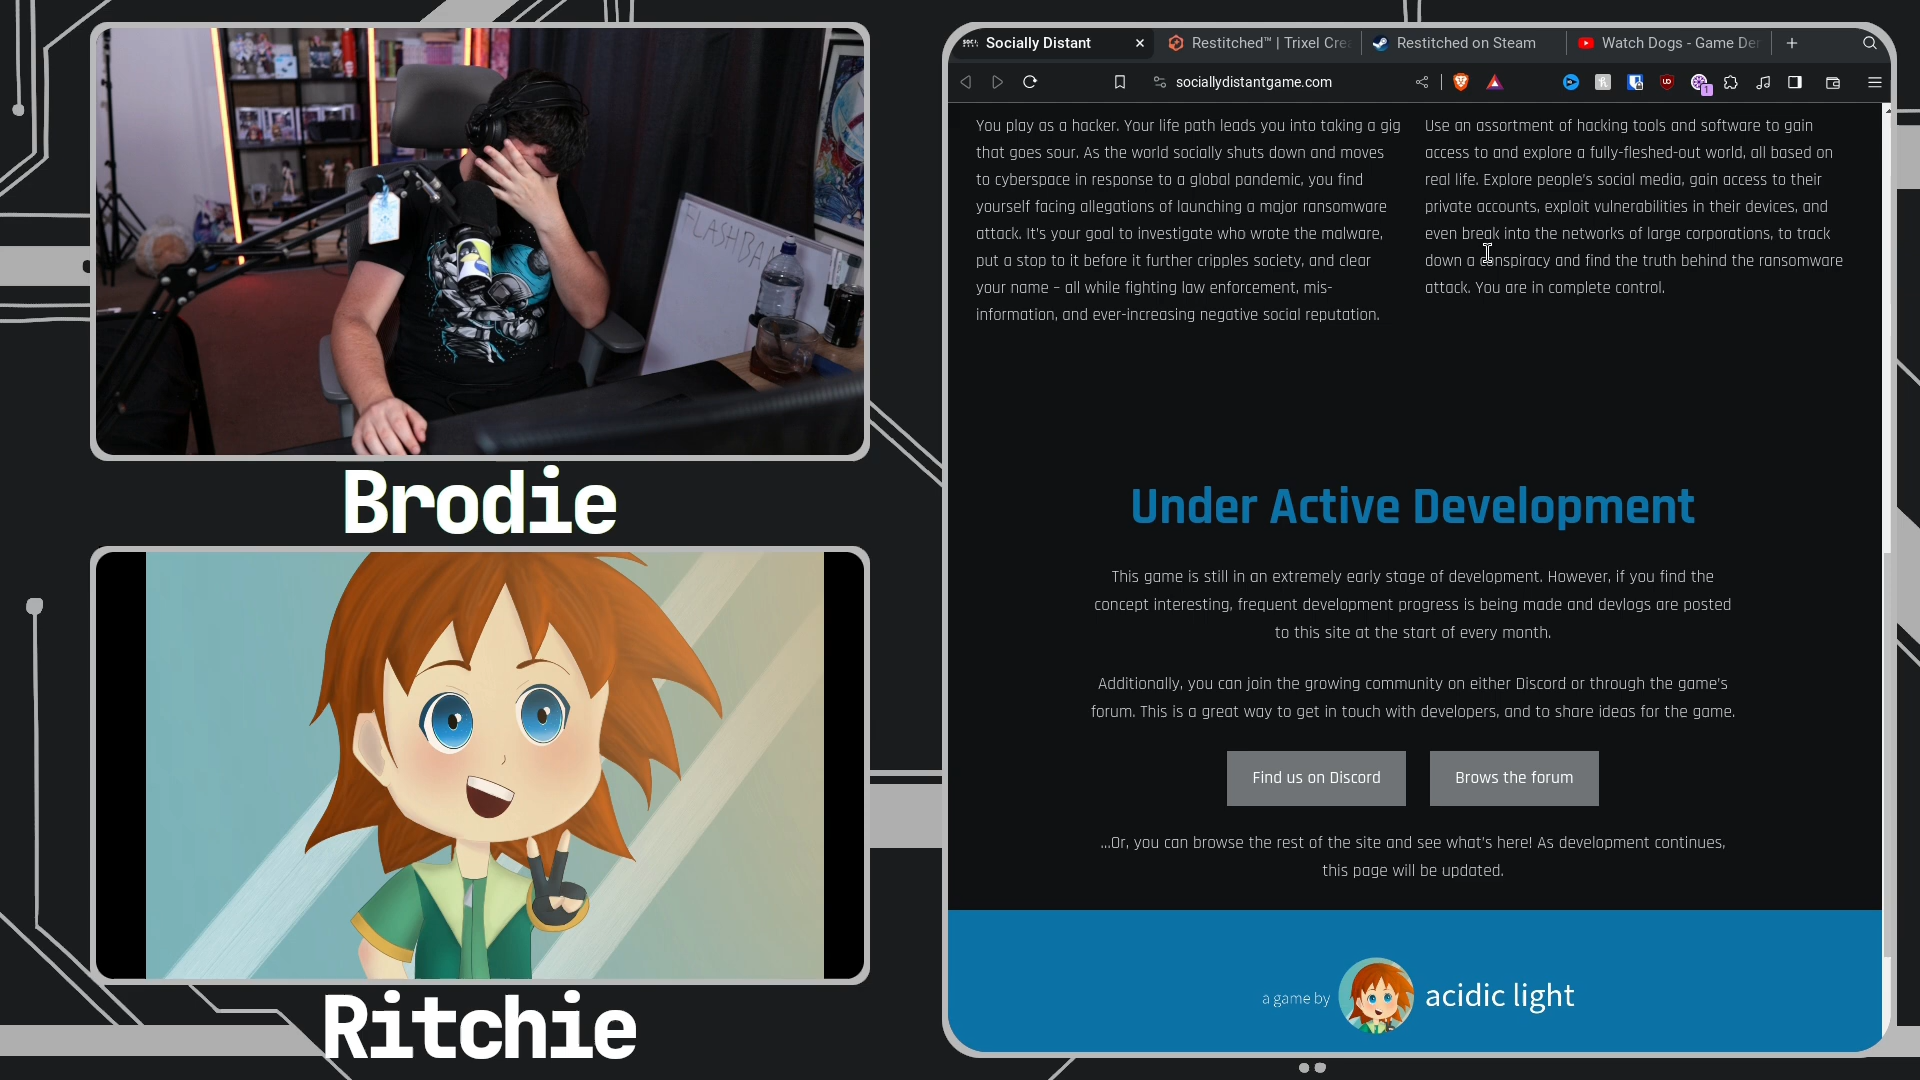 Socially Distant
Restitched™ | Trixel Cre
Restitched on Steam
Watch Dogs - Game De
sociallydistantgame.com
1
You play as a hacker. Your life path leads you into taking a gig
that goes sour. As the world socially shuts down and moves
to cyberspace in response to a global pandemic, you find
yourself facing allegations of launching a major ransomware
attack. It's your goal to investigate who wrote the malware,
put a stop to it before it further cripples society, and clear
your name – all while fighting law enforcement, mis-
information, and ever-increasing negative social reputation.
Use an assortment of hacking tools and software to gain
access to and explore a fully-fleshed-out world, all based on
real life. Explore people's social media, gain access to their
private accounts, exploit vulnerabilities in their devices, and
even break into the networks of large corporations, to track
down a conspiracy and find the truth behind the ransomware
attack. You are in complete control.
Under Active Development
This game is still in an extremely early stage of development. However, if you find the
concept interesting, frequent development progress is being made and devlogs are posted
to this site at the start of every month.
Additionally, you can join the growing community on either Discord or through the game's
forum. This is a great way to get in touch with developers, and to share ideas for the game.
Find us on Discord
Brows the forum
...Or, you can browse the rest of the site and see what's here! As development continues,
this page will be updated.
a game by
acidic light
FLASHBA
Brodie
Ritchie